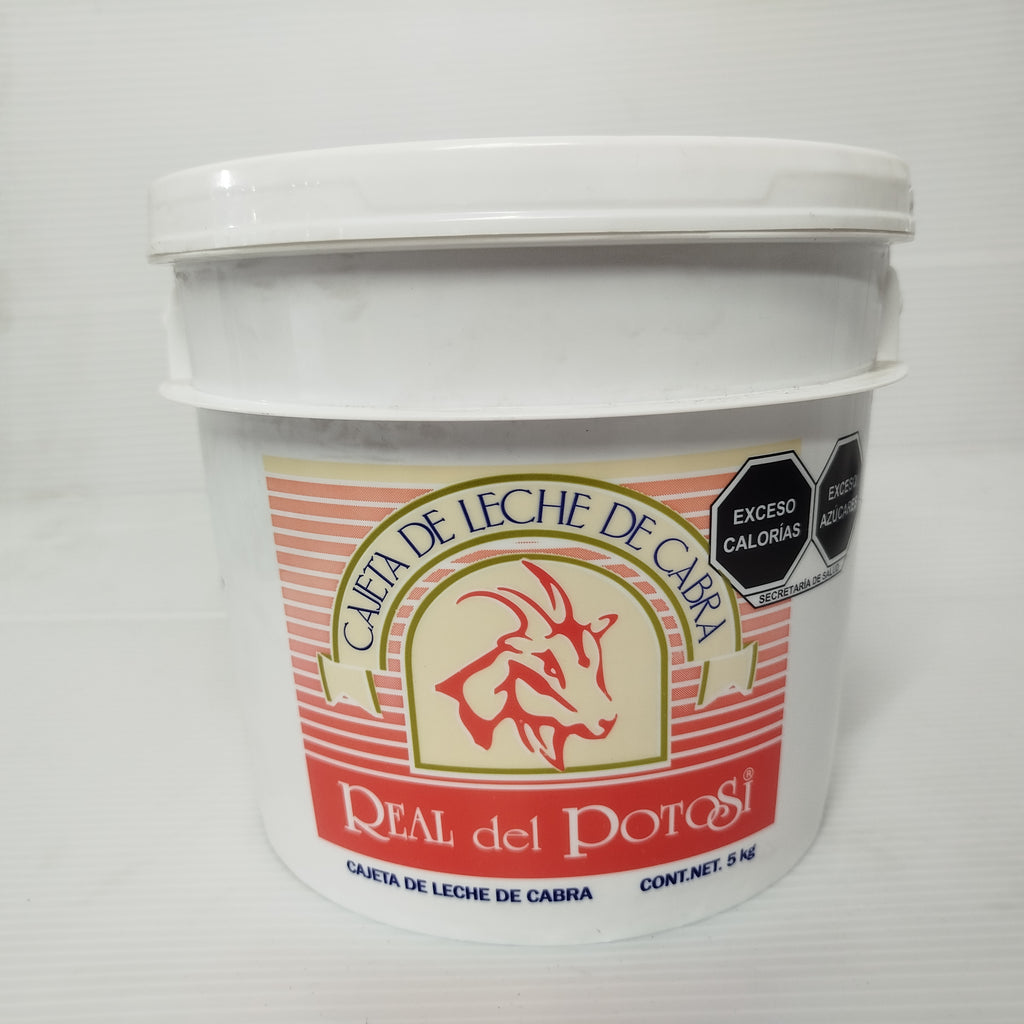 CAJETA DE LECHE DE CABRA
EXCESO
CALORÍAS
EXCESO
AZÚCARES
SECRETARÍA DE SALUD
REAL del POTOSÍ®
CAJETA DE LECHE DE CABRA
CONT.NET. 5 kg